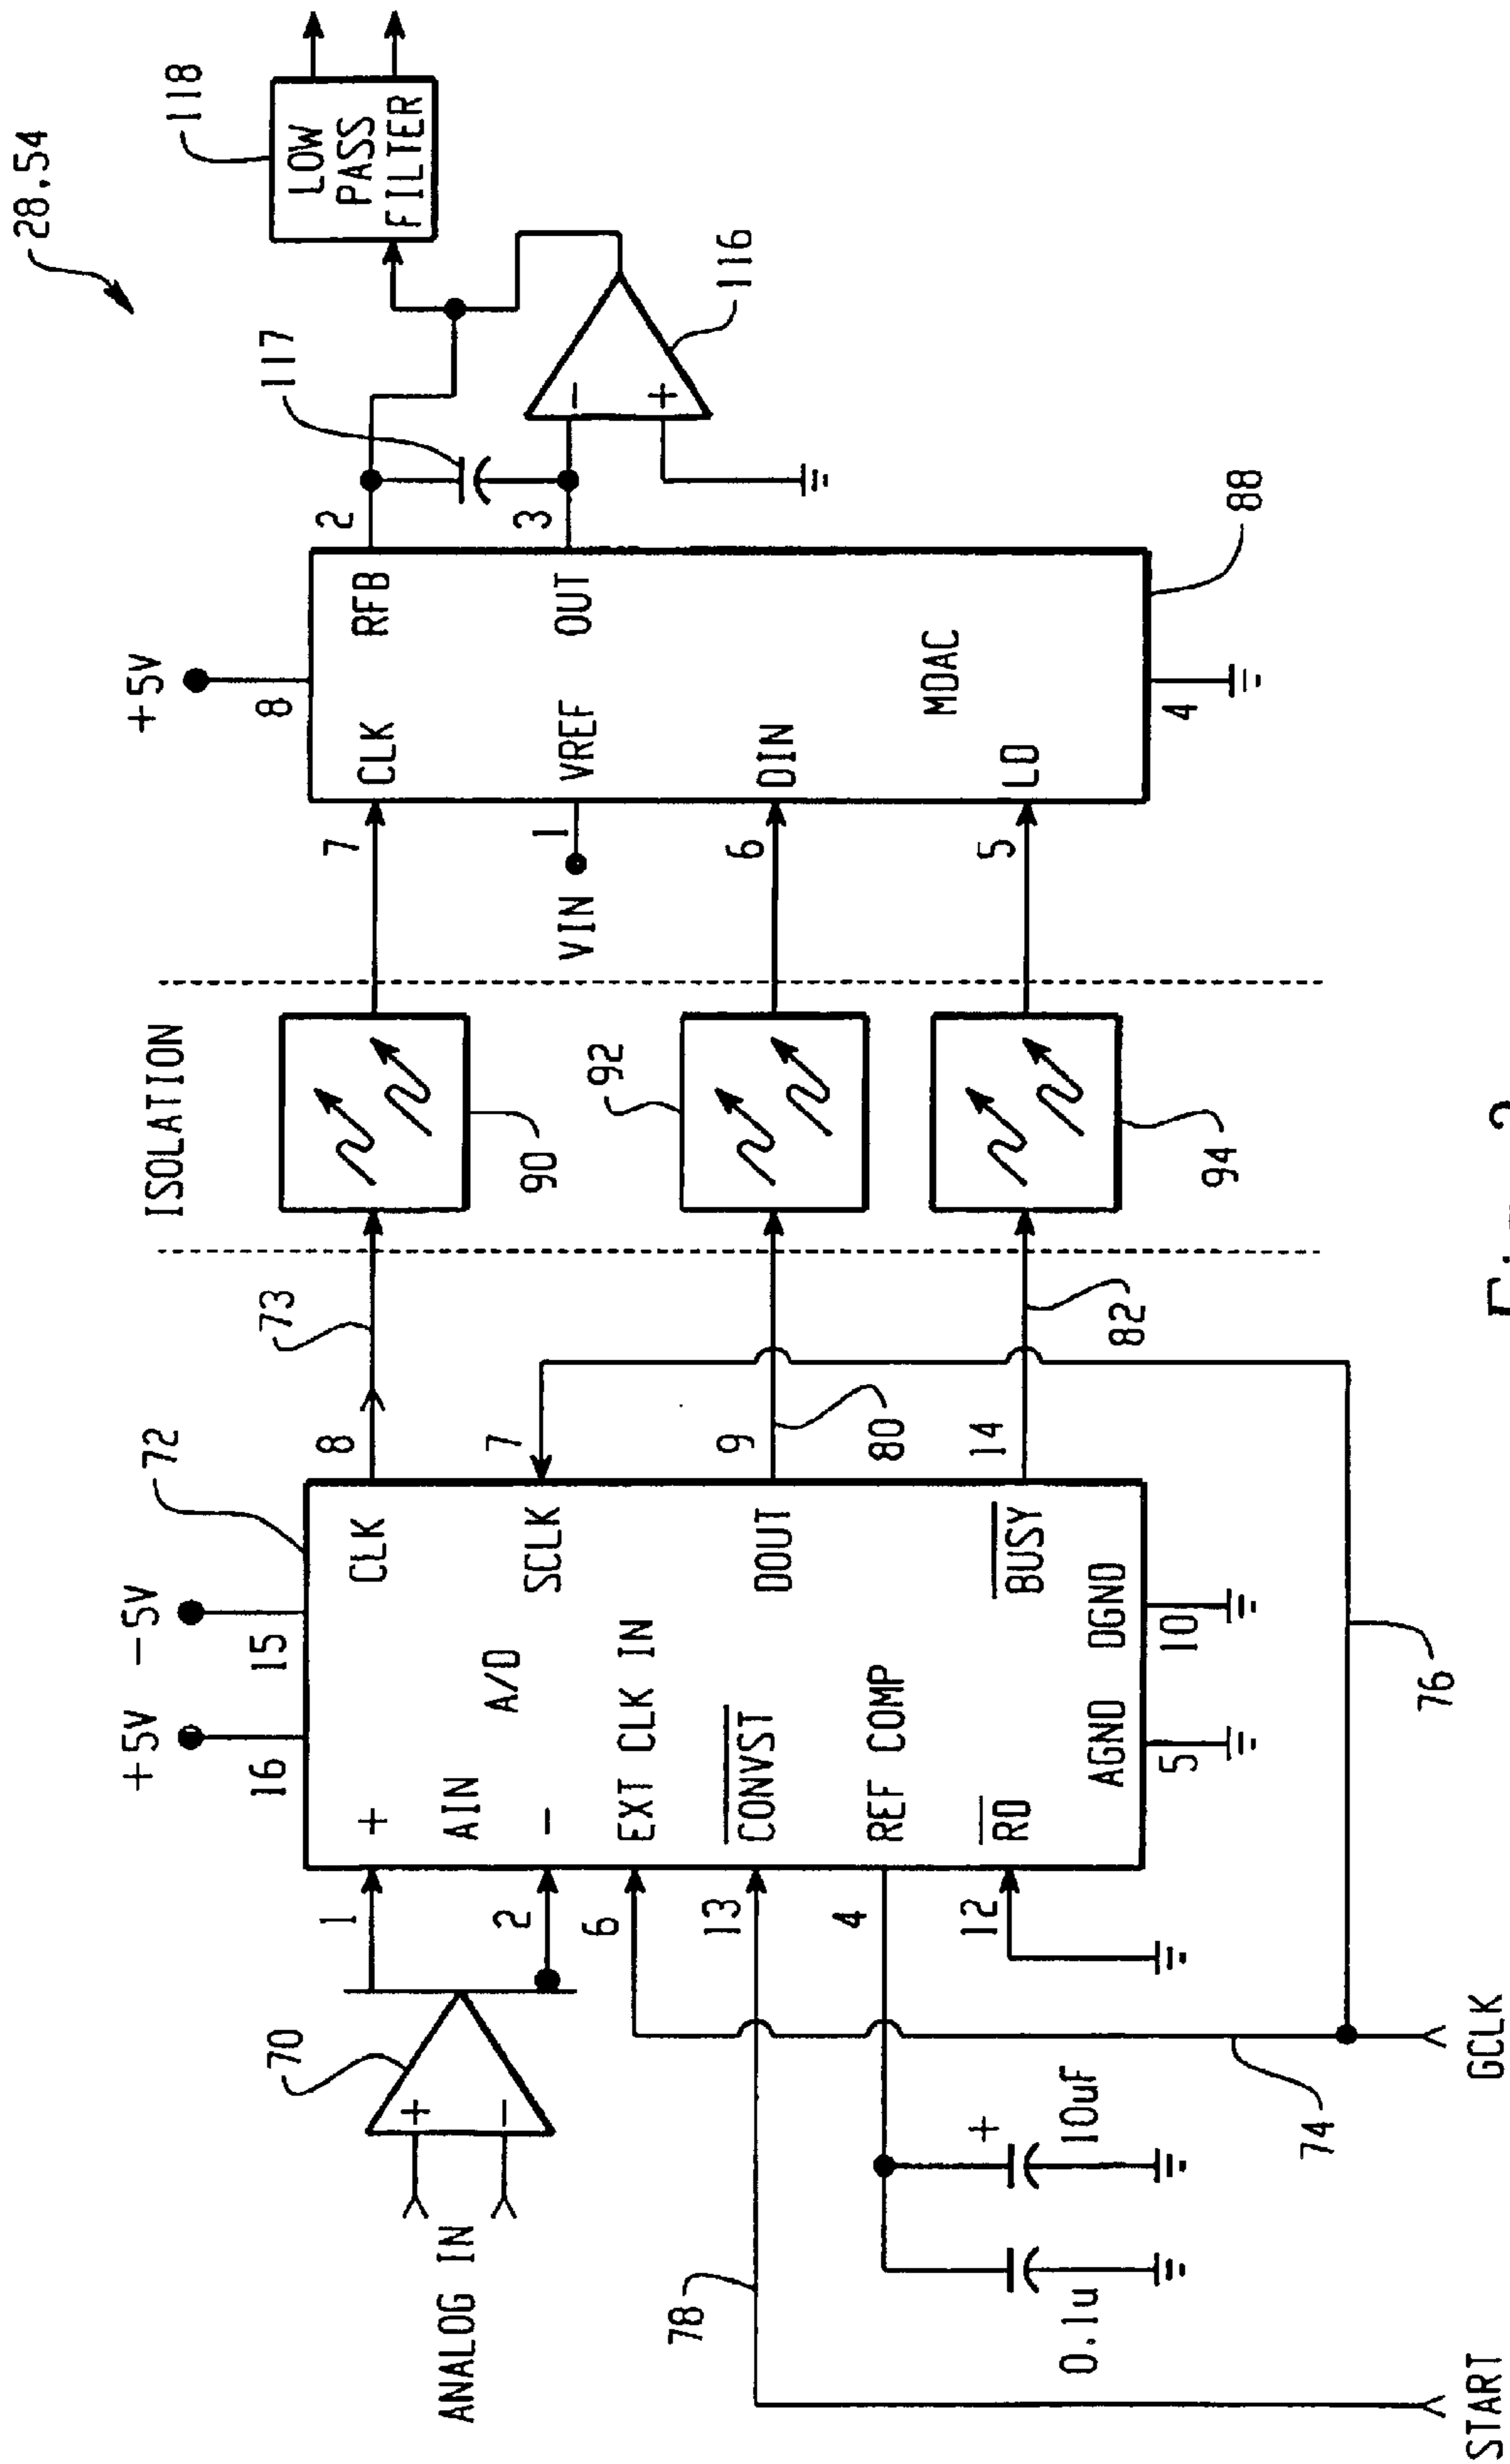 28,54
ISOLATION
+5V -5V
72
16
15
73
8
90
+5V
8
117
118
LOW
PASS
FILTER
70
ANALOG IN
+
-
1
2
6
13
4
12
+
AIN
-
A/D
EXT CLK IN
CONVST
REF COMP
RD
AGND
DGND
5
10
CLK
SCLK
DOUT
BUSY
7
9
14
80
82
92
94
7
1
VIN
6
5
CLK
VREF
DIN
LD
MDAC
RFB
OUT
2
3
4
88
-
+
116
78
0.1u
+
10uF
74
76
START
GCLK